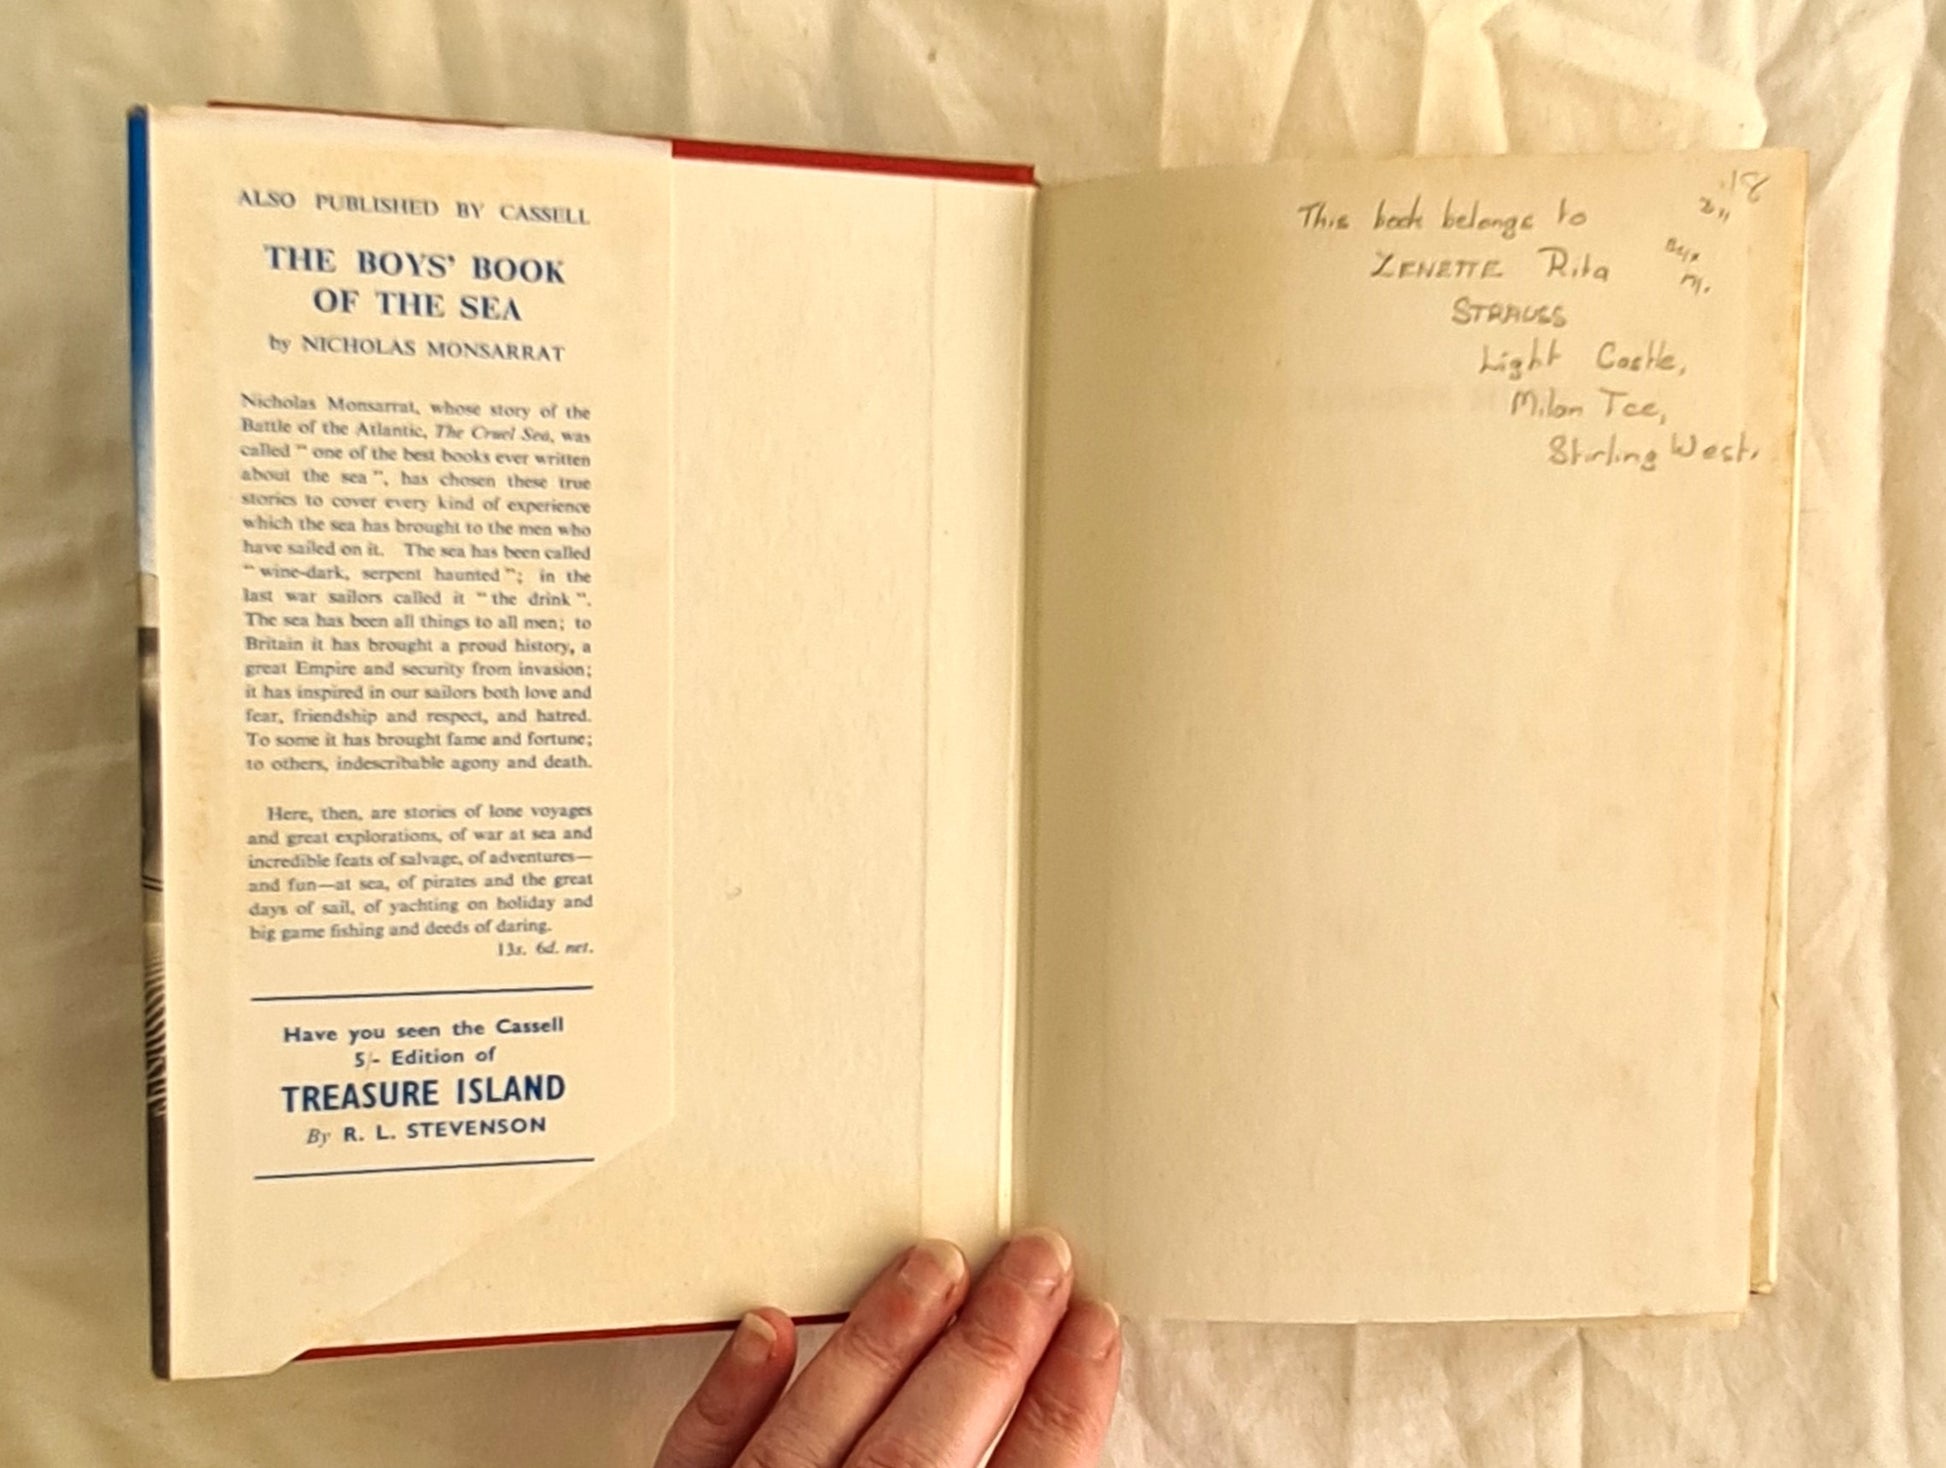 ALSO PUBLISHED BY CASSELL
THE BOYS' BOOK
OF THE SEA
by NICHOLAS MONSARRAT
Nicholas Monsarrat, whose story of the
Battle of the Atlantic, The Cruel Sea, was
called "one of the best books ever written
about the sea", has chosen these true
stories to cover every kind of experience
which the sea has brought to the men who
have sailed on it. The sea has been called
"wine-dark, serpent haunted"; in the
last war sailors called it "the drink".
The sea has been all things to all men; to
Britain it has brought a proud history, a
great Empire and security from invasion;
it has inspired in our sailors both love and
fear, friendship and respect, and hatred.
To some it has brought fame and fortune;
to others, indescribable agony and death.
Here, then, are stories of lone voyages
and great explorations, of war at sea and
incredible feats of salvage, of adventures—
and fun—at sea, of pirates and the great
days of sail, of yachting on holiday and
big game fishing and deeds of daring.
13s. 6d. net.
Have you seen the Cassell
5/- Edition of
TREASURE ISLAND
By R. L. STEVENSON
This book belongs to
ZENETTE Rita
STRAUSS
Light Castle,
Milan Tce,
Stirling West.